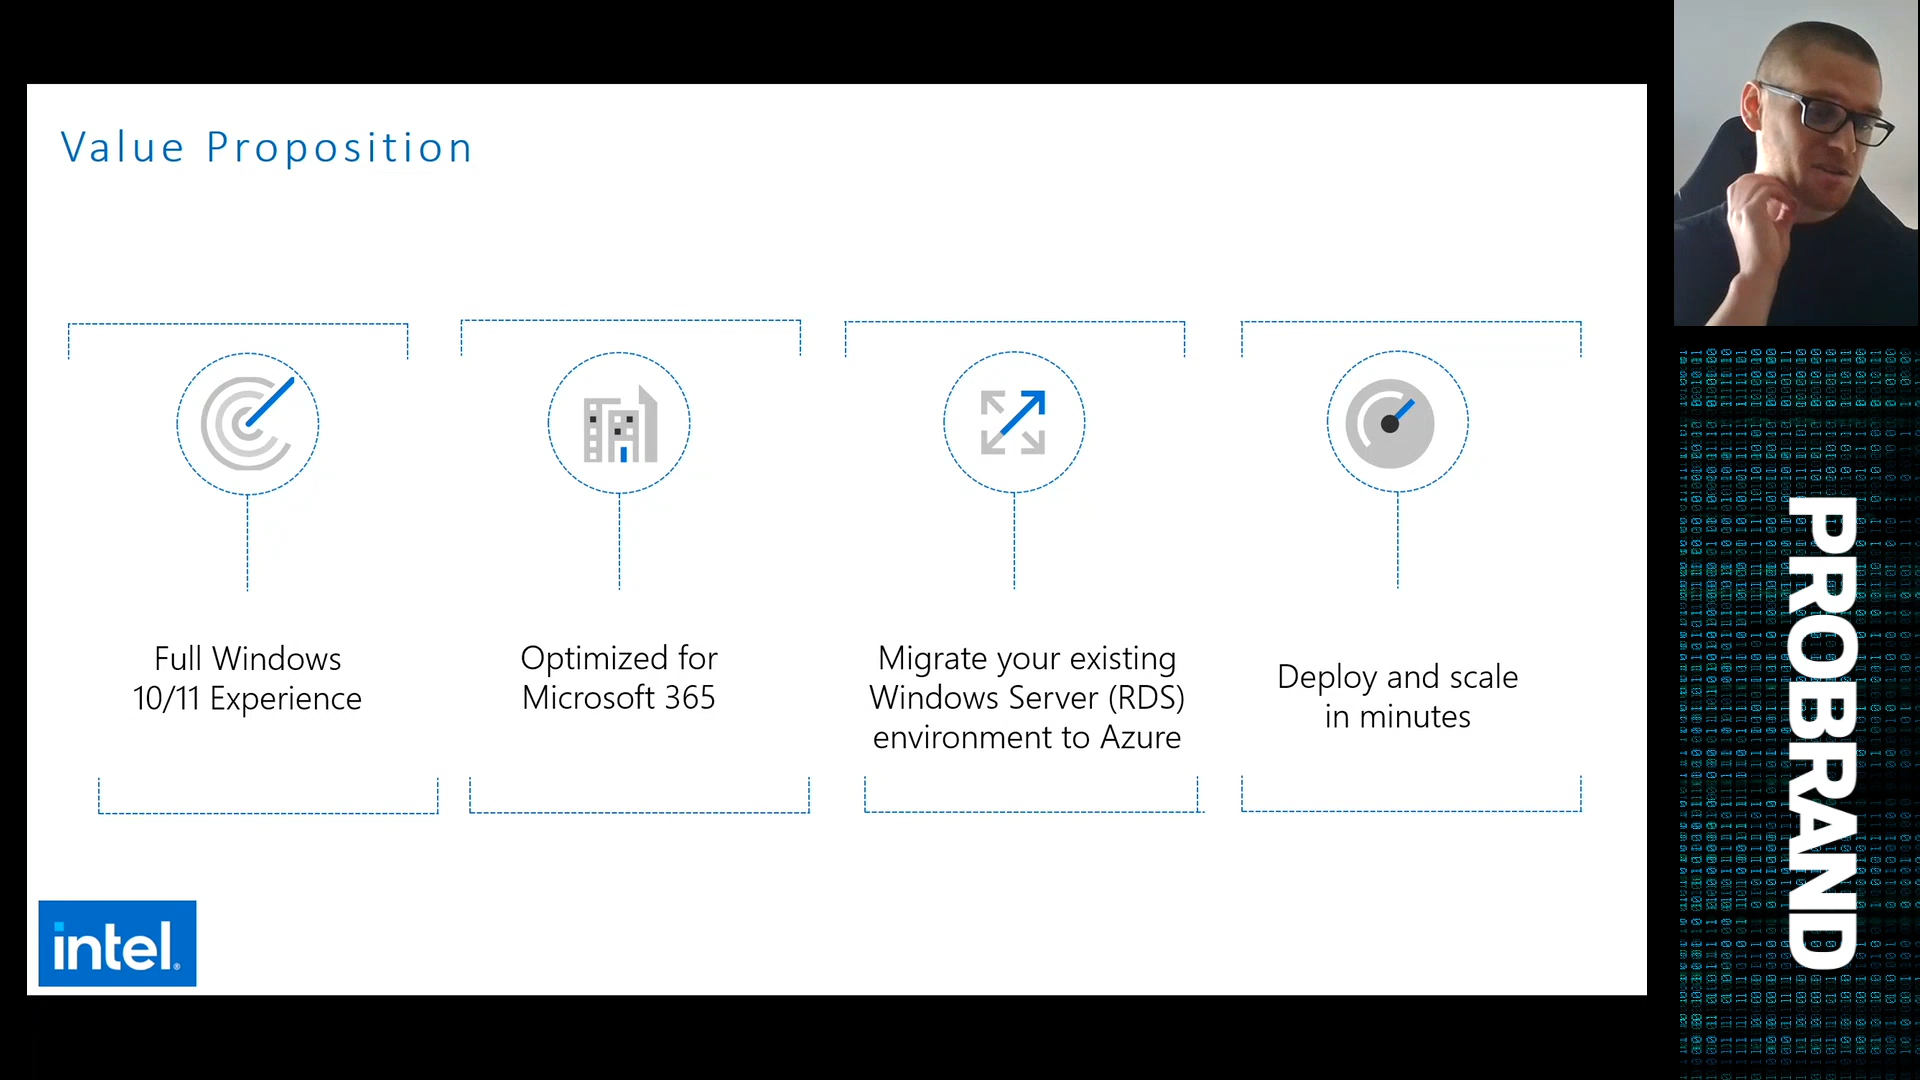 Value Proposition
Full Windows
10/11 Experience
Optimized for
Microsoft 365
Migrate your existing
Windows Server (RDS)
environment to Azure
Deploy and scale
in minutes
intel®
PROBRAND